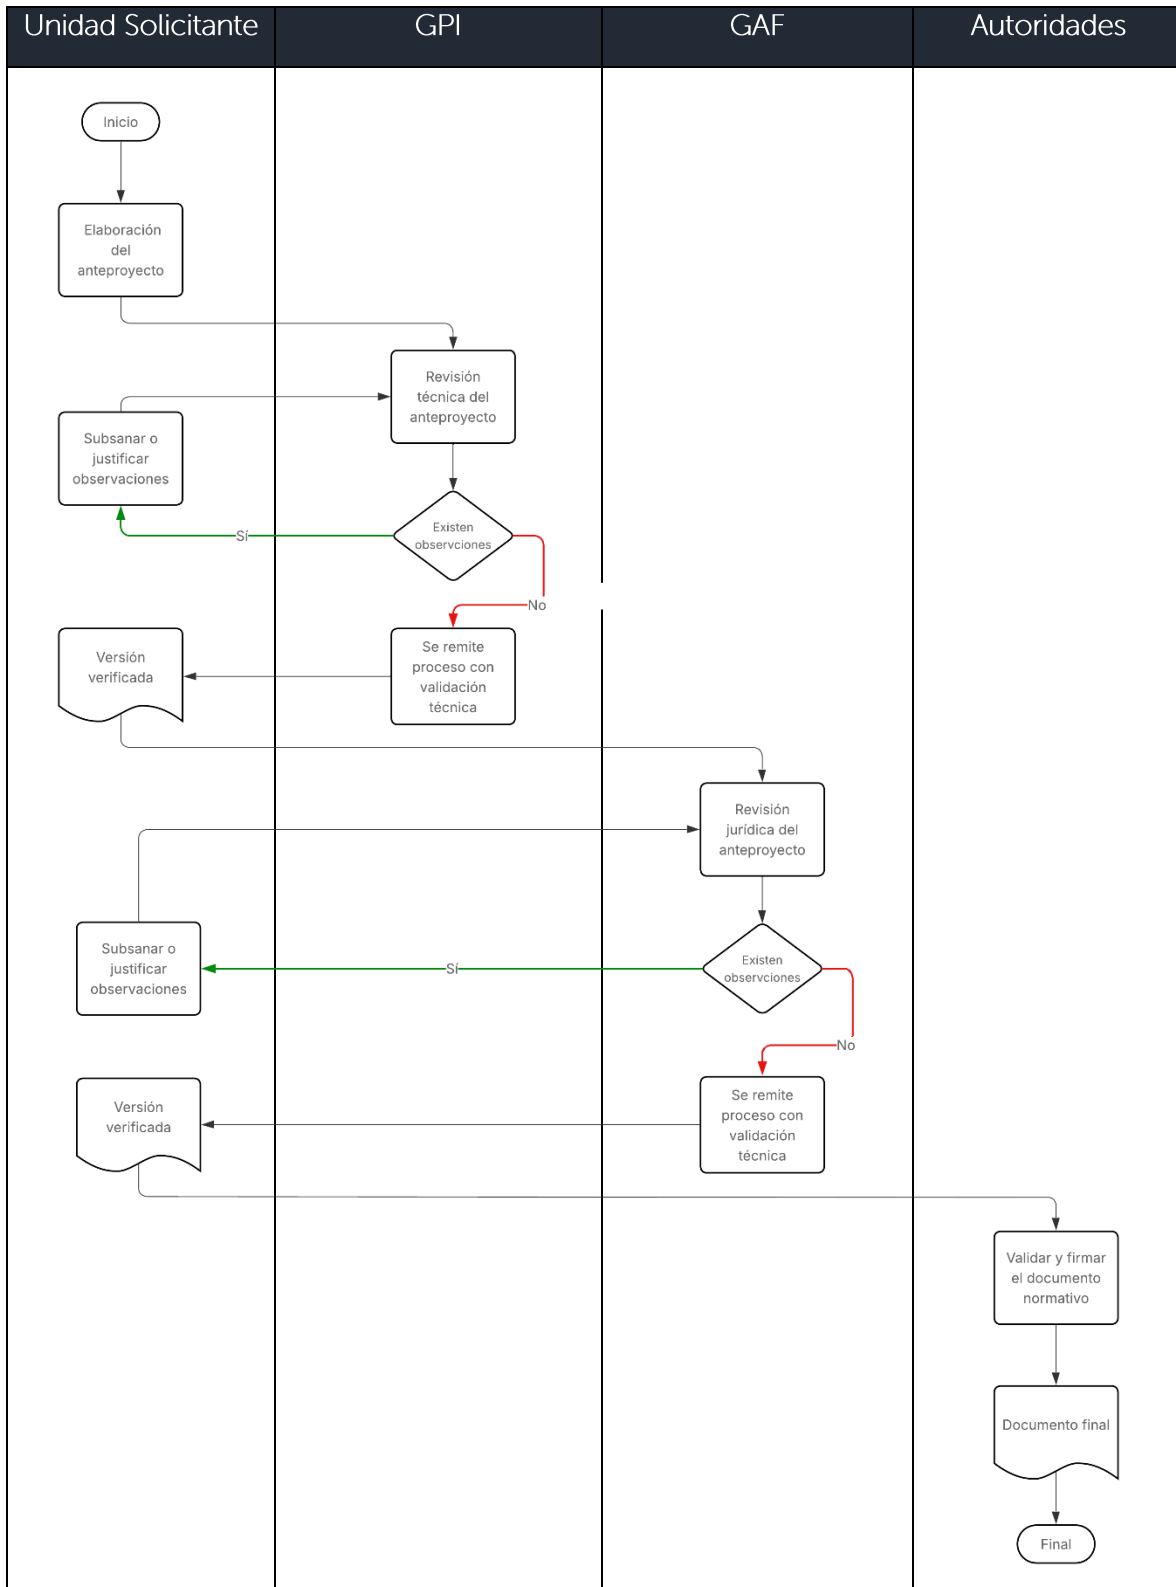 Unidad Solicitante
GPI
GAF
Autoridades
Inicio
Elaboración
del
anteproyecto
Revisión
técnica del
anteproyecto
Subsanar o
justificar
observaciones
Existen
observciones
Sí
No
Versión
verificada
Se remite
proceso con
validación
técnica
Revisión
jurídica del
anteproyecto
Subsanar o
justificar
observaciones
Sí
Existen
observciones
No
Versión
verificada
Se remite
proceso con
validación
técnica
Validar y firmar
el documento
normativo
Documento final
Final